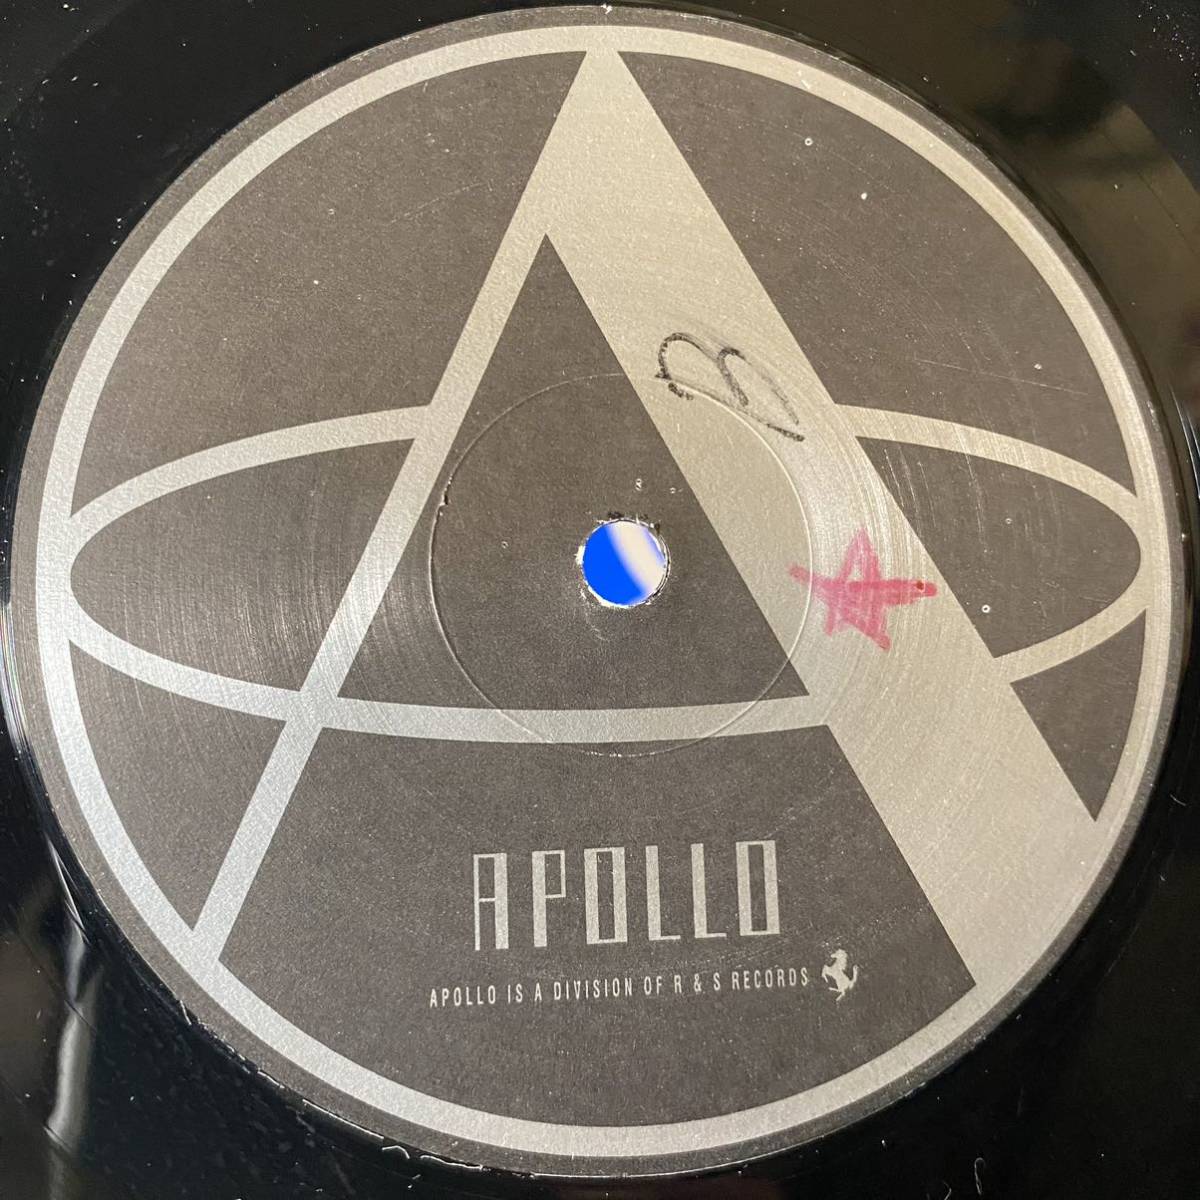 B
APOLLO
APOLLO IS A DIVISION OF R & S RECORDS